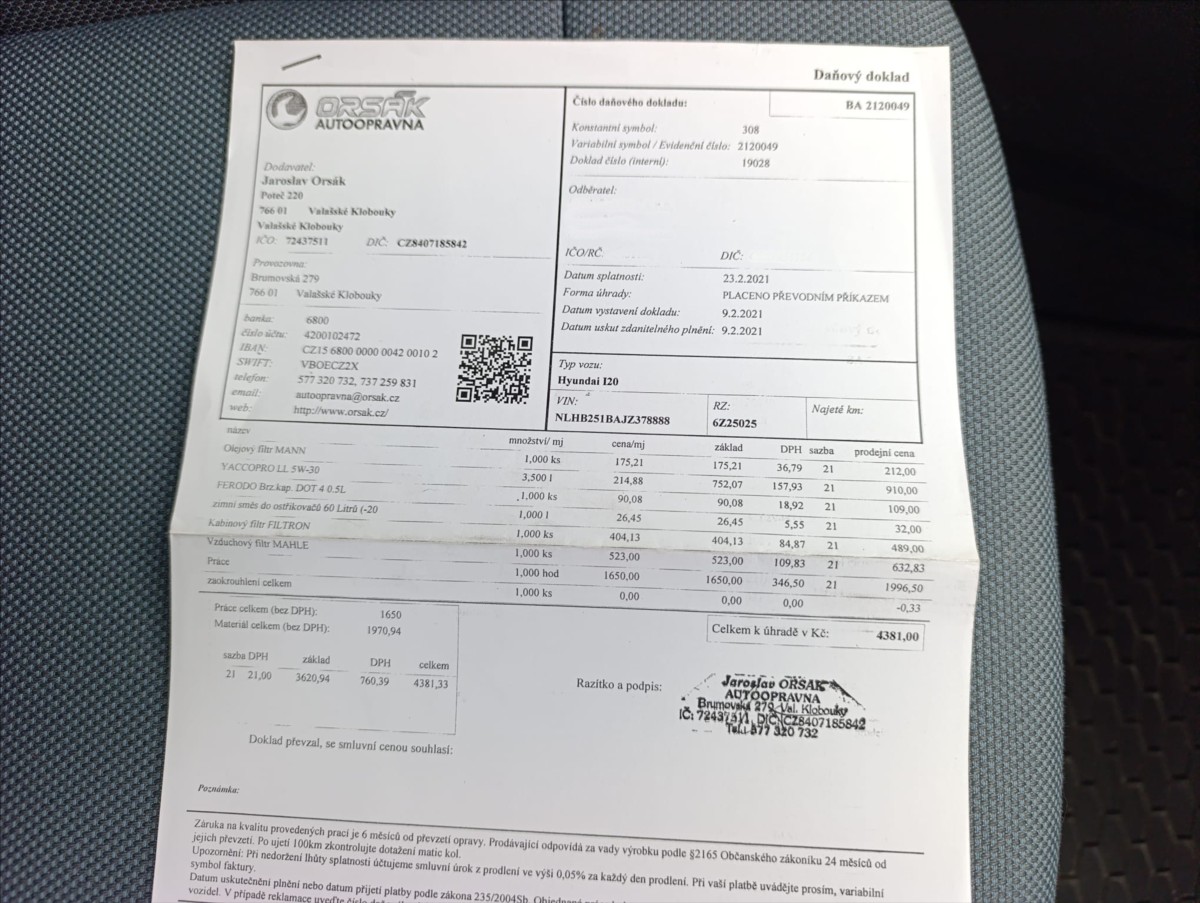 Daňový doklad
ORSÁK
AUTOOPRAVNA
Číslo daňového dokladu: BA 2120049
Konstantní symbol: 308
Variabilní symbol / Evidenční číslo: 2120049
Doklad číslo (interní): 19028
Dodavatel:
Jaroslav Orsák
Poteč 220
766 01 Valašské Klobouky
Valašské Klobouky
IČO: 72437511 DIČ: CZ8407185842
Odběratel:
IČO/RČ: DIČ:
Provozovna:
Brumovská 279
766 01 Valašské Klobouky
Datum splatnosti: 23.2.2021
Forma úhrady: PLACENO PŘEVODNÍM PŘÍKAZEM
Datum vystavení dokladu: 9.2.2021
Datum uskut zdanitelného plnění: 9.2.2021
banka: 6800
číslo účtu: 4200102472
IBAN: CZ15 6800 0000 0042 0010 2
SWIFT: VBOECZ2X
telefon: 577 320 732, 737 259 831
email: autoopravna@orsak.cz
web: http://www.orsak.cz/
Typ vozu:
Hyundai I20
VIN: RZ: Najeté km:
NLHB251BAJZ378888 6Z25025
název množství/ mj cena/mj základ DPH sazba prodejní cena
Olejový filtr MANN 1,000 ks 175,21 175,21 36,79 21 212,00
YACCOPRO LL 5W-30 3,500 l 214,88 752,07 157,93 21 910,00
FERODO Brz.kap. DOT 4 0.5L 1,000 ks 90,08 90,08 18,92 21 109,00
zimní směs do ostřikovačů 60 Litrů (-20 1,000 l 26,45 26,45 5,55 21 32,00
Kabinový filtr FILTRON 1,000 ks 404,13 404,13 84,87 21 489,00
Vzduchový filtr MAHLE 1,000 ks 523,00 523,00 109,83 21 632,83
Práce 1,000 hod 1650,00 1650,00 346,50 21 1996,50
zaokrouhlení celkem 1,000 ks 0,00 0,00 0,00 -0,33
Práce celkem (bez DPH): 1650
Materiál celkem (bez DPH): 1970,94
Celkem k úhradě v Kč: 4381,00
sazba DPH základ DPH celkem
21 21,00 3620,94 760,39 4381,33
Razítko a podpis:
Jaroslav ORSÁK
AUTOOPRAVNA
Brumovská 279, Val. Klobouky
IČ: 72437511, DIČ: CZ8407185842
Tel.: 577 320 732
Doklad převzal, se smluvní cenou souhlasí:
Poznámka:
Záruka na kvalitu provedených prací je 6 měsíců od převzetí opravy. Prodávající odpovídá za vady výrobku podle §2165 Občanského zákoníku 24 měsíců od
jejich převzetí. Po ujetí 100km zkontrolujte dotažení matic kol.
Upozornění: Při nedoržení lhůty splatnosti účtujeme smluvní úrok z prodlení ve výši 0,05% za každý den prodlení. Při vaší platbě uvádějte prosím, variabilní
symbol faktury.
Datum uskutečnění plnění nebo datum přijetí platby podle zákona 235/2004Sb.
vozidel. V případě reklamace uveďte číslo